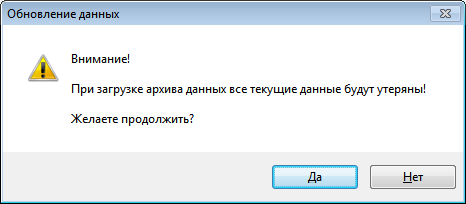 Обновление данных
Внимание!
При загрузке архива данных все текущие данные будут утеряны!
Желаете продолжить?
Да
Нет